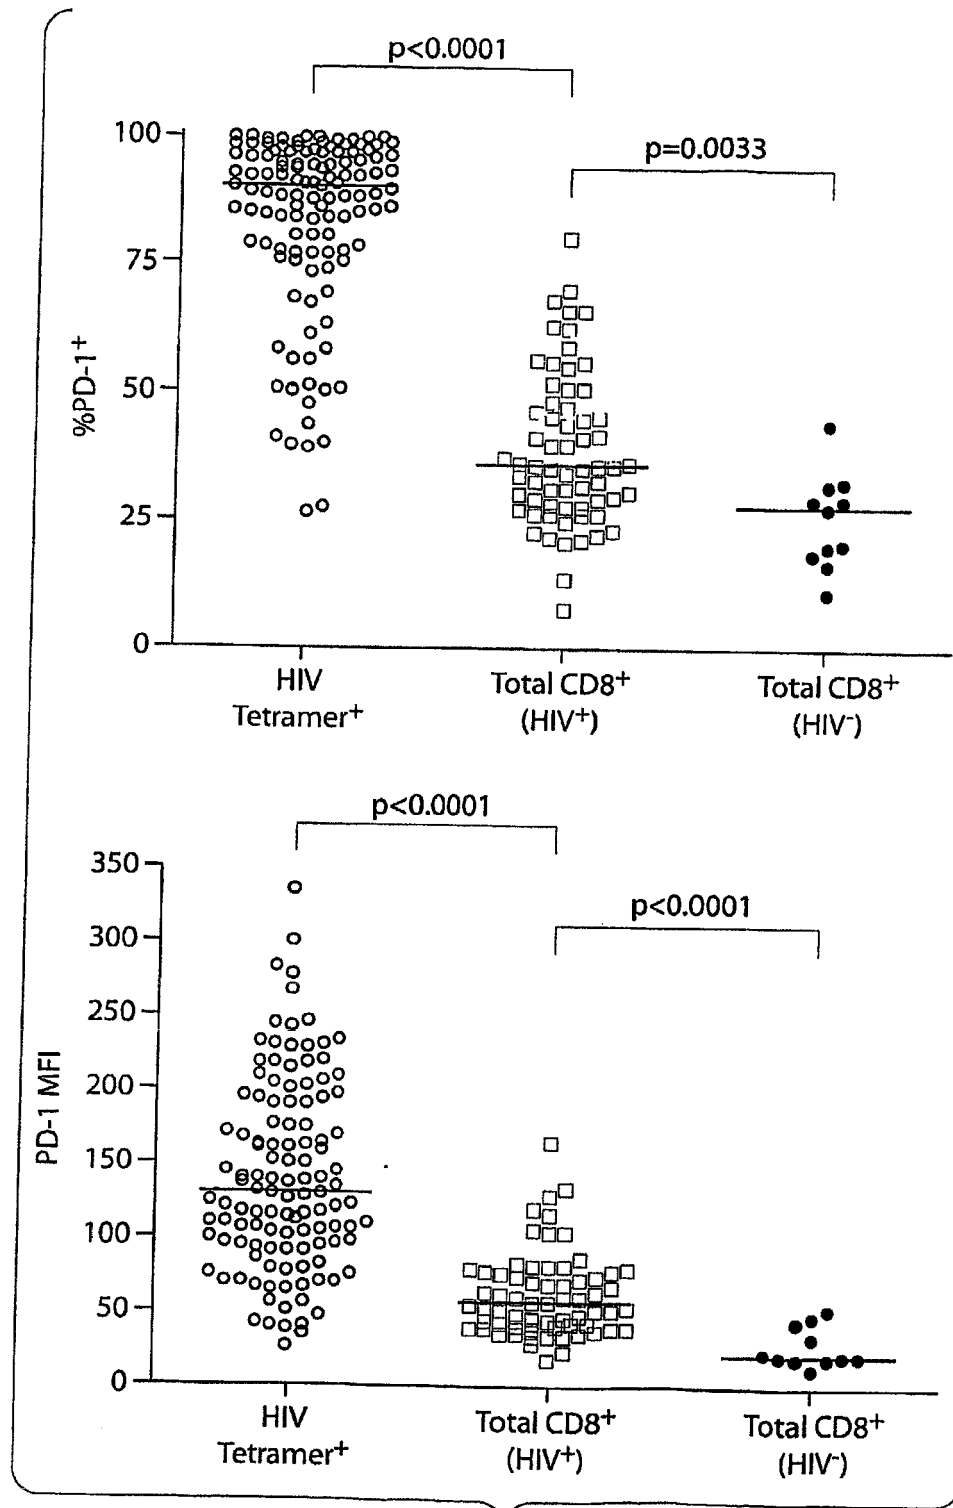 p<0.0001
p=0.0033
100
75
50
25
0
%PD-1⁺
HIV
Tetramer⁺
Total CD8⁺
(HIV⁺)
Total CD8⁺
(HIV⁻)
p<0.0001
p<0.0001
350
300
250
200
150
100
50
0
PD-1 MFI
HIV
Tetramer⁺
Total CD8⁺
(HIV⁺)
Total CD8⁺
(HIV⁻)